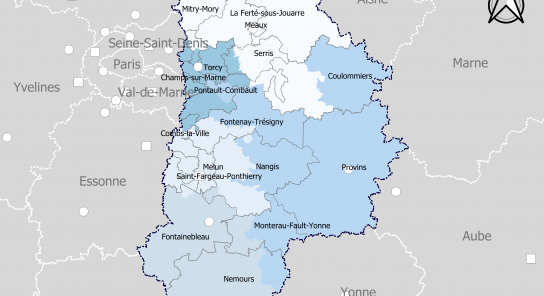 Aisne
Mitry-Mory
La Ferté-sous-Jouarre
Meaux
Seine-Saint-Denis
Serris
Paris
Torcy
Marne
Champs-sur-Marne
Coulommiers
Yvelines
Val-de-Marne
Pontault-Combault
Fontenay-Trésigny
Combs-la-Ville
Melun
Nangis
Provins
Saint-Fargeau-Ponthierry
Essonne
Monterau-Fault-Yonne
Fontainebleau
Aube
Nemours
Yonne